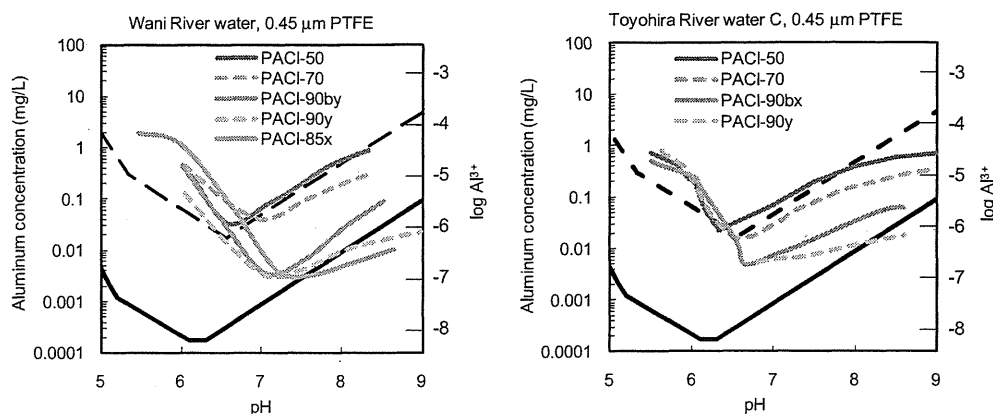 Wani River water, 0.45 µm PTFE
Aluminum concentration (mg/L)
100
10
1
0.1
0.01
0.001
0.0001
PACl-50
PACl-70
PACl-90by
PACl-90y
PACl-85x
-3
-4
-5
-6
-7
-8
log Al³⁺
5 6 7 8 9
pH
Toyohira River water C, 0.45 µm PTFE
Aluminum concentration (mg/L)
100
10
1
0.1
0.01
0.001
0.0001
PACl-50
PACl-70
PACl-90bx
PACl-90y
-3
-4
-5
-6
-7
-8
log Al³⁺
5 6 7 8 9
pH